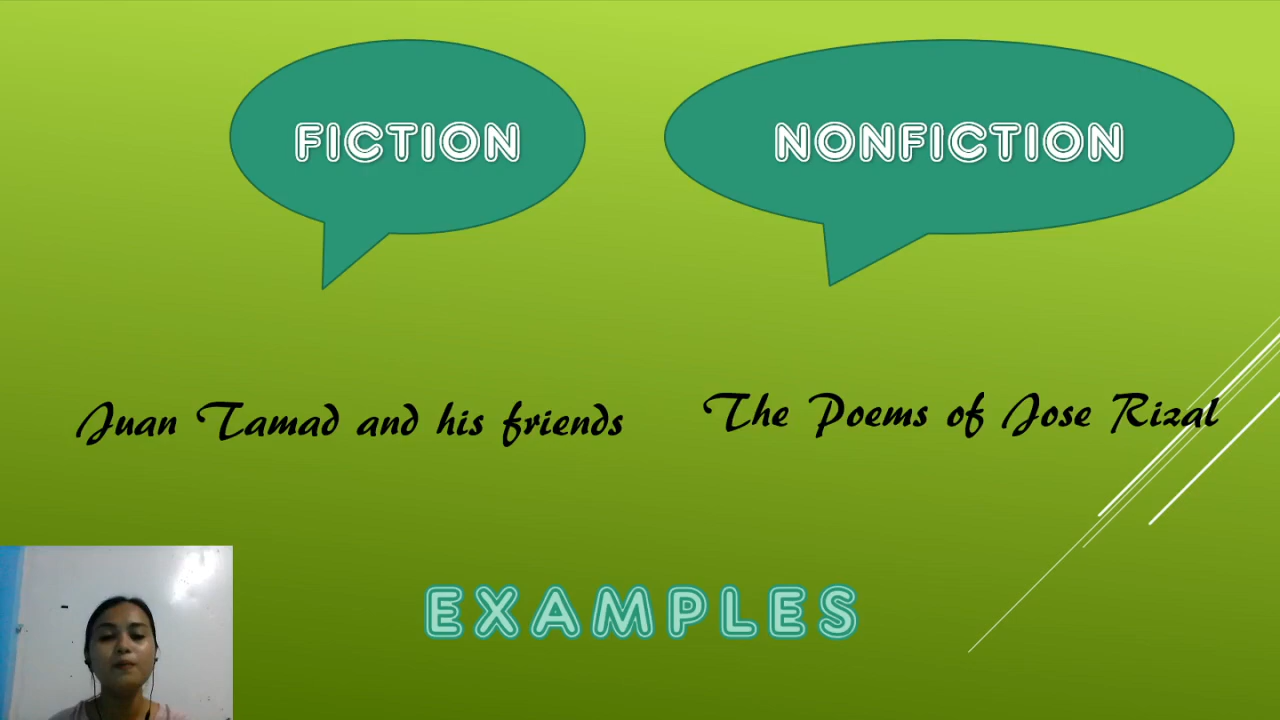 FICTION
NONFICTION
Juan Tamad and his friends
The Poems of Jose Rizal
EXAMPLES